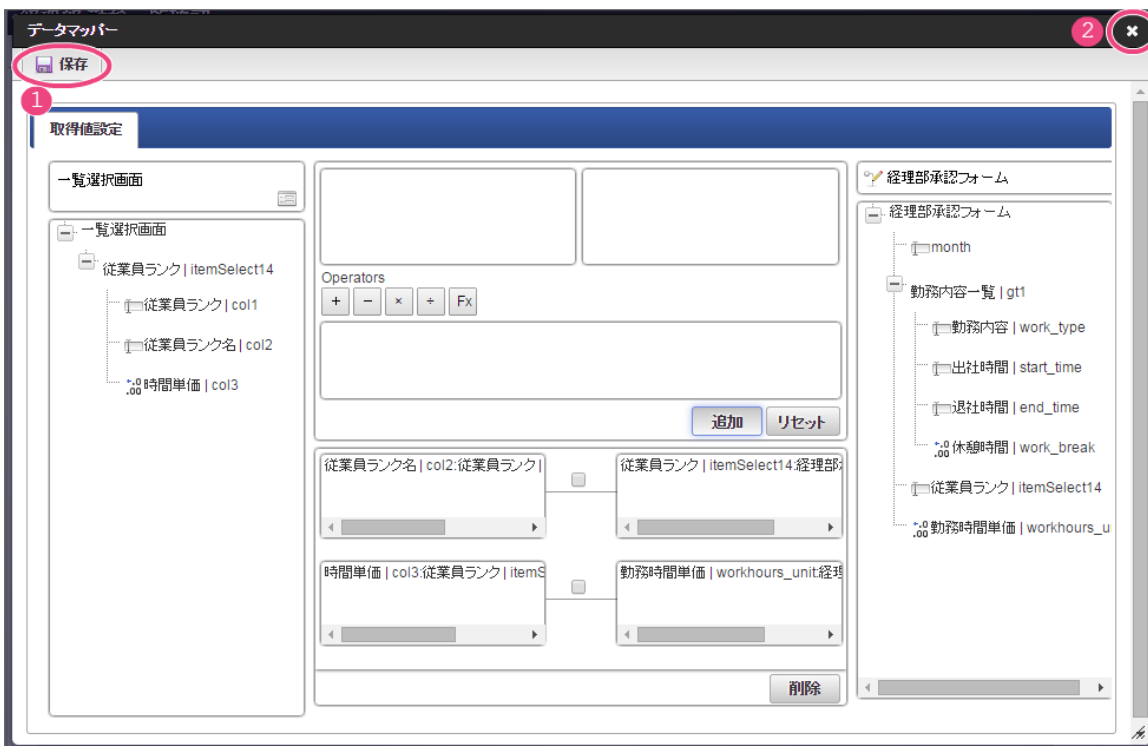 データマッパー
2
保存
1
取得値設定
一覧選択画面
一覧選択画面
従業員ランク | itemSelect14
従業員ランク | col1
従業員ランク名 | col2
時間単価 | col3
Operators
+ − × ÷ Fx
追加 リセット
従業員ランク名 | col2:従業員ランク |
従業員ランク | itemSelect14:経理部
時間単価 | col3:従業員ランク | itemS
勤務時間単価 | workhours_unit:経理
削除
経理部承認フォーム
経理部承認フォーム
month
勤務内容一覧 | gt1
勤務内容 | work_type
出社時間 | start_time
退社時間 | end_time
休憩時間 | work_break
従業員ランク | itemSelect14
勤務時間単価 | workhours_u